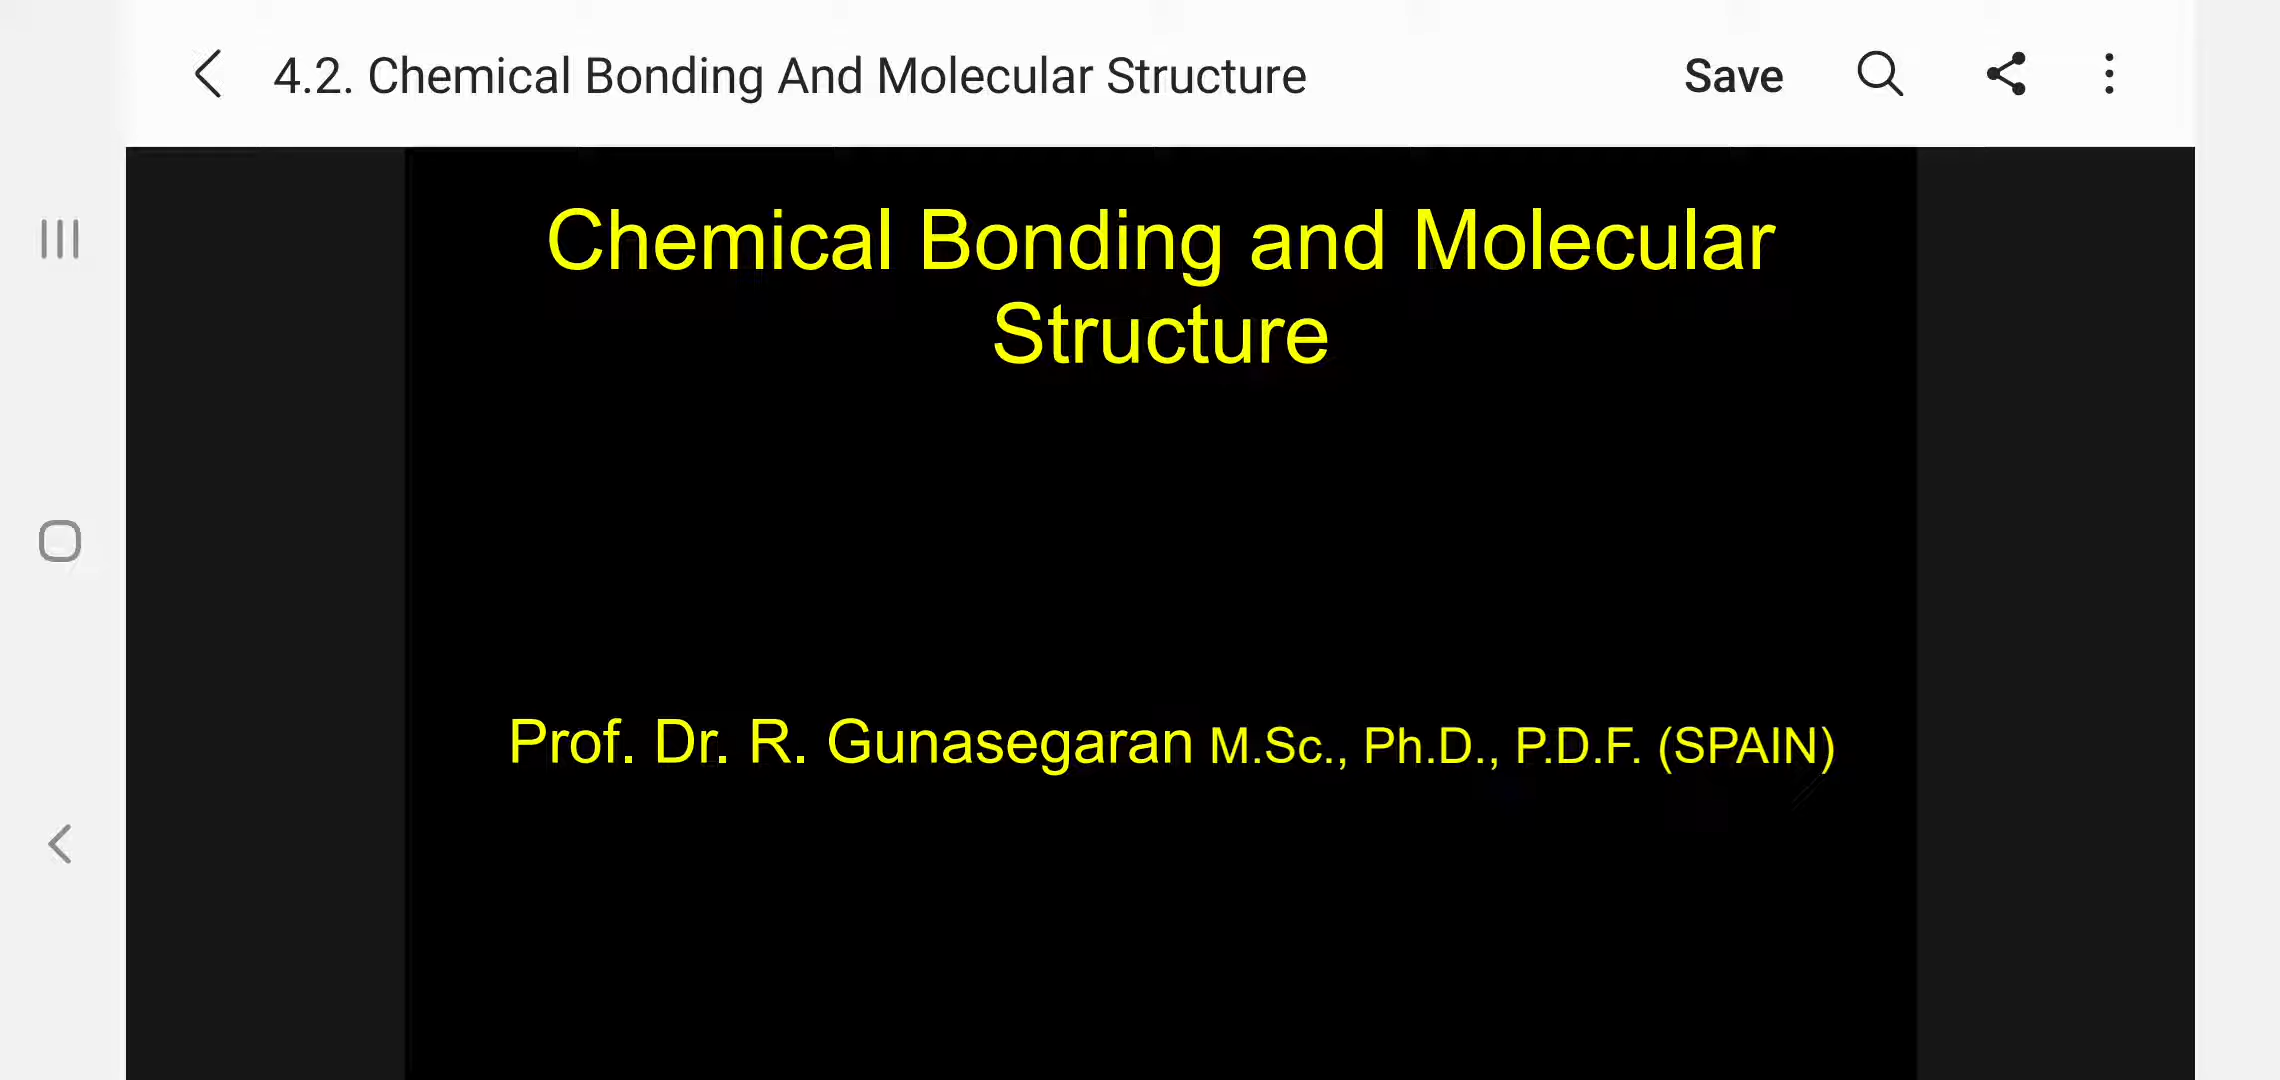 4.2. Chemical Bonding And Molecular Structure
Save
Chemical Bonding and Molecular
Structure
Prof. Dr. R. Gunasegaran M.Sc., Ph.D., P.D.F. (SPAIN)